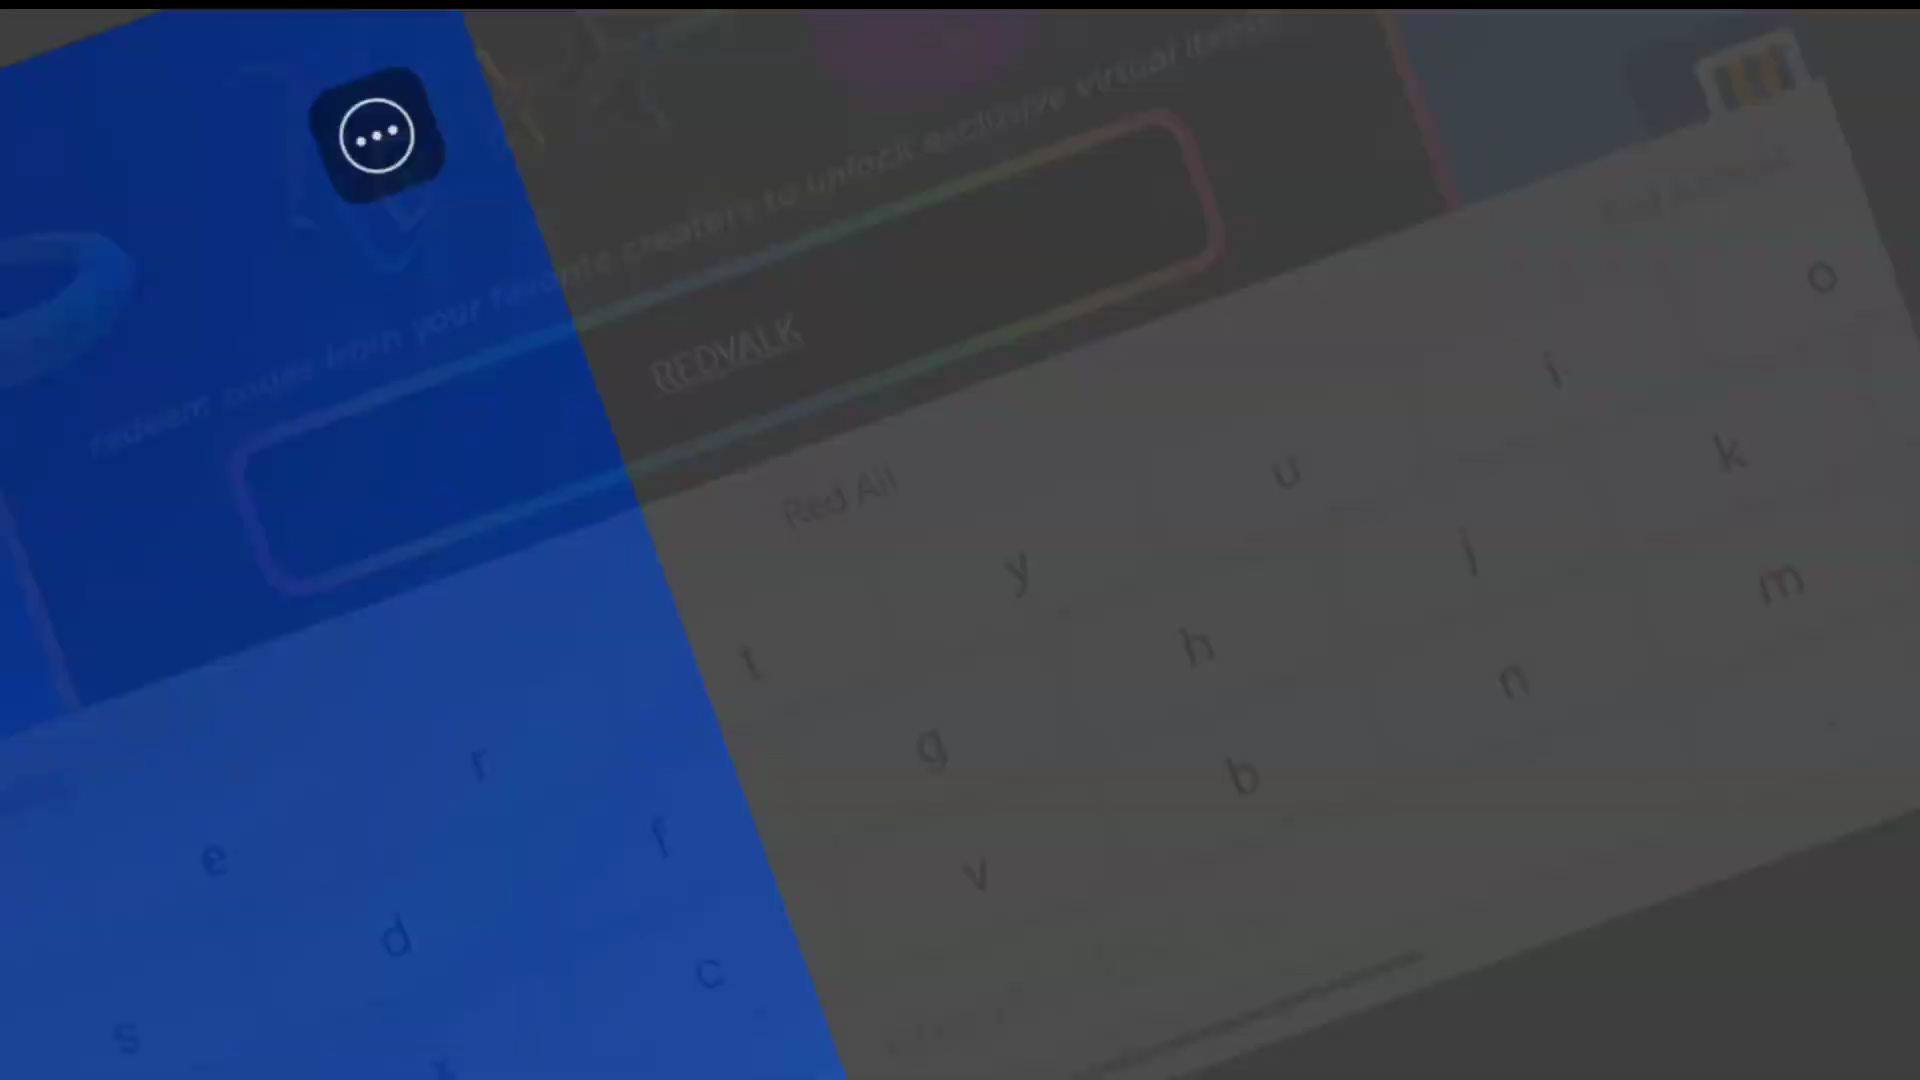 redeem codes from your favorite creators to unlock exclusive virtual items
REDVALK
Red All
o
i
u
y
t
r
e
k
j
h
g
f
d
s
m
n
b
v
c
x